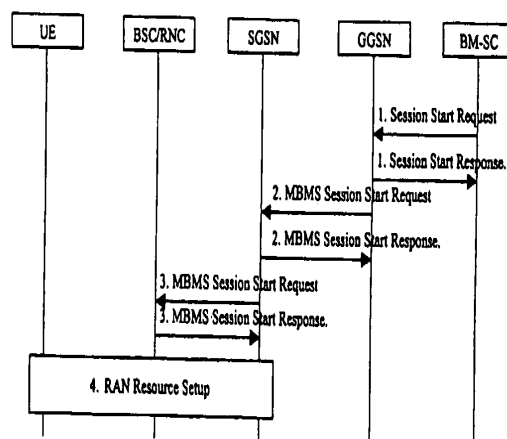 UE
BSC/RNC
SGSN
GGSN
BM-SC
1. Session Start Request
1. Session Start Response.
2. MBMS Session Start Request
2. MBMS Session Start Response.
3. MBMS Session Start Request
3. MBMS Session Start Response.
4. RAN Resource Setup